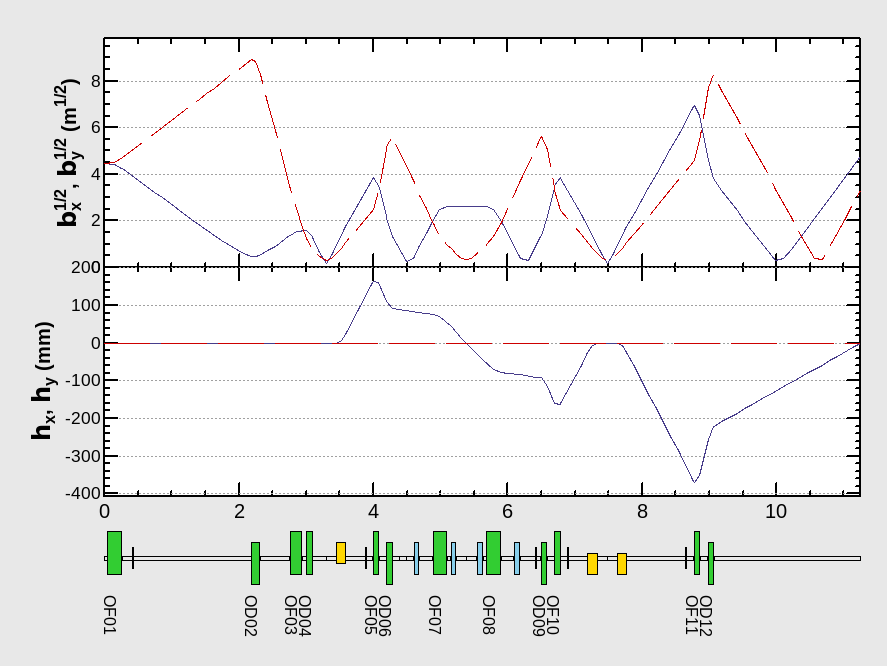 b_x^1/2, b_y^1/2 (m^1/2)
8
6
4
2
200
h_x, h_y (mm)
100
0
-100
-200
-300
-400
0 2 4 6 8 10
OF01 OD02 OF03 OD04 OF05 OD06 OF07 OF08 OD09 OF10 OF11 OD12